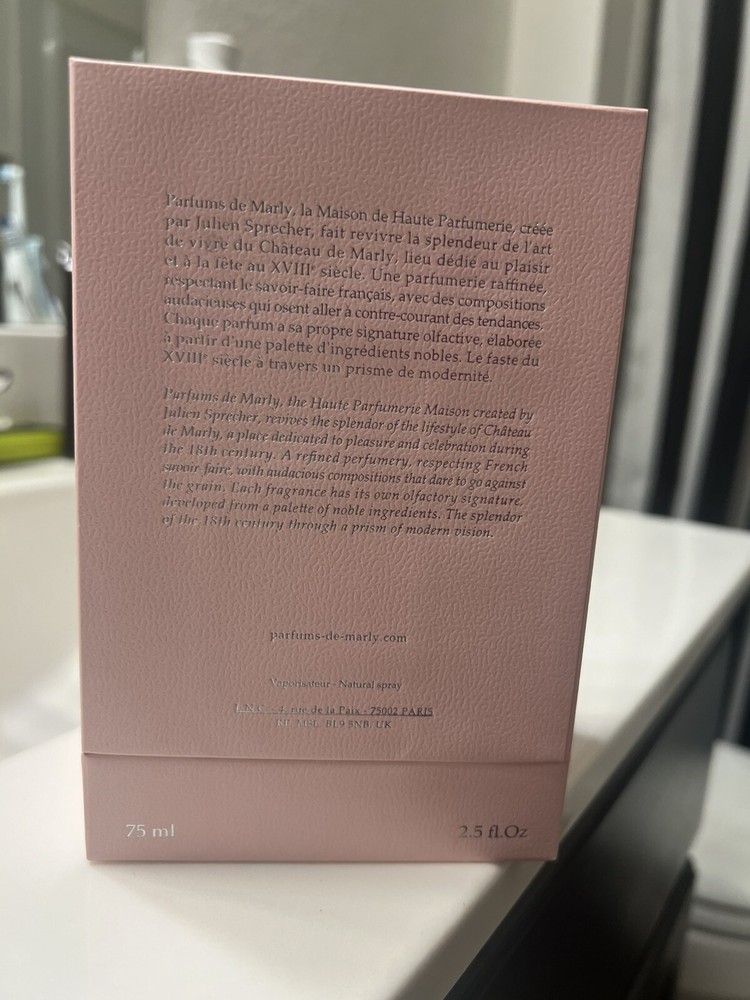 Parfums de Marly, la Maison de Haute Parfumerie, créée
par Julien Sprecher, fait revivre la splendeur de l'art
de vivre du Château de Marly, lieu dédié au plaisir
et à la fête au XVIIIᵉ siècle. Une parfumerie raffinée,
respectant le savoir-faire français, avec des compositions
audacieuses qui osent aller à contre-courant des tendances.
Chaque parfum a sa propre signature olfactive, élaborée
à partir d'une palette d'ingrédients nobles. Le faste du
XVIIIᵉ siècle à travers un prisme de modernité.
Parfums de Marly, the Haute Parfumerie Maison created by
Julien Sprecher, revives the splendor of the lifestyle of Château
de Marly, a place dedicated to pleasure and celebration during
the 18th century. A refined perfumery, respecting French
savoir-faire, with audacious compositions that dare to go against
the grain. Each fragrance has its own olfactory signature,
developed from a palette of noble ingredients. The splendor
of the 18th century through a prism of modern vision.
parfums-de-marly.com
Vaporisateur - Natural spray
4, rue de la Paix - 75002 PARIS
BL9 5NB, UK
75 ml
2.5 fl.Oz